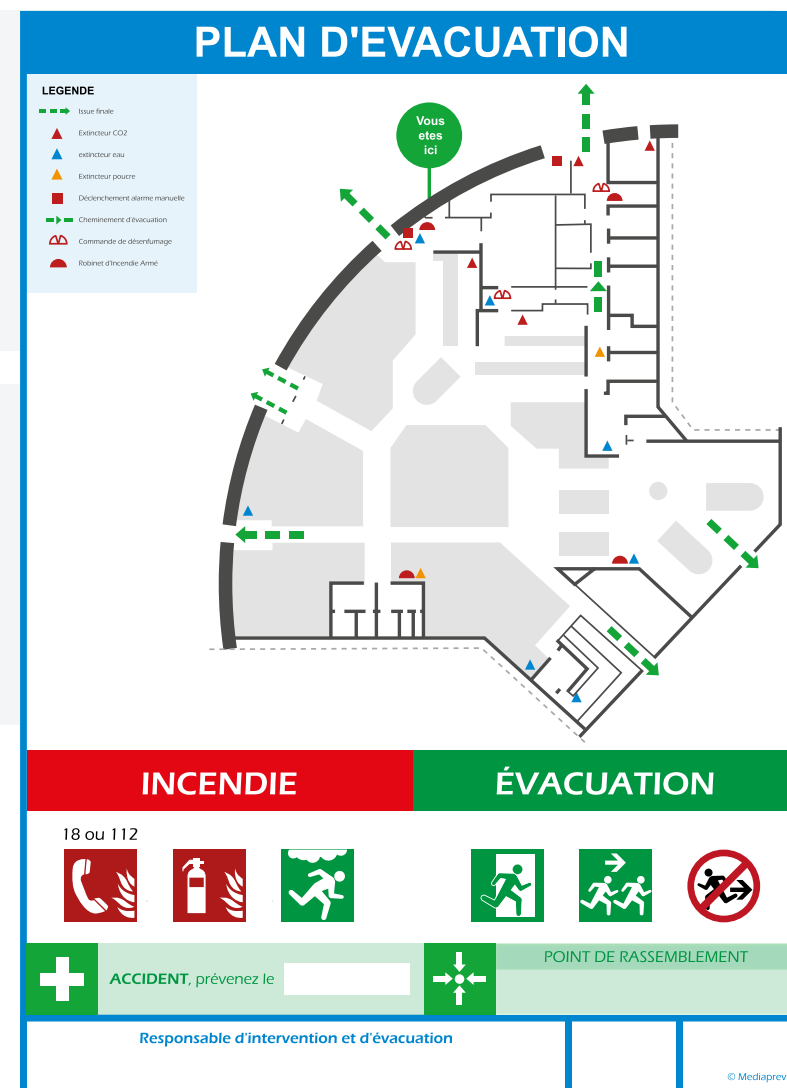 PLAN D'EVACUATION
LEGENDE
Issue finale
Extincteur CO2
extincteur eau
Extincteur poucre
Déclenchement alarme manuelle
Cheminement d'évacuation
Commande de désenfumage
Robinet d'Incendie Armé
Vous
etes
ici
INCENDIE
ÉVACUATION
18 ou 112
ACCIDENT, prévenez le
POINT DE RASSEMBLEMENT
Responsable d'intervention et d'évacuation
© Mediaprev